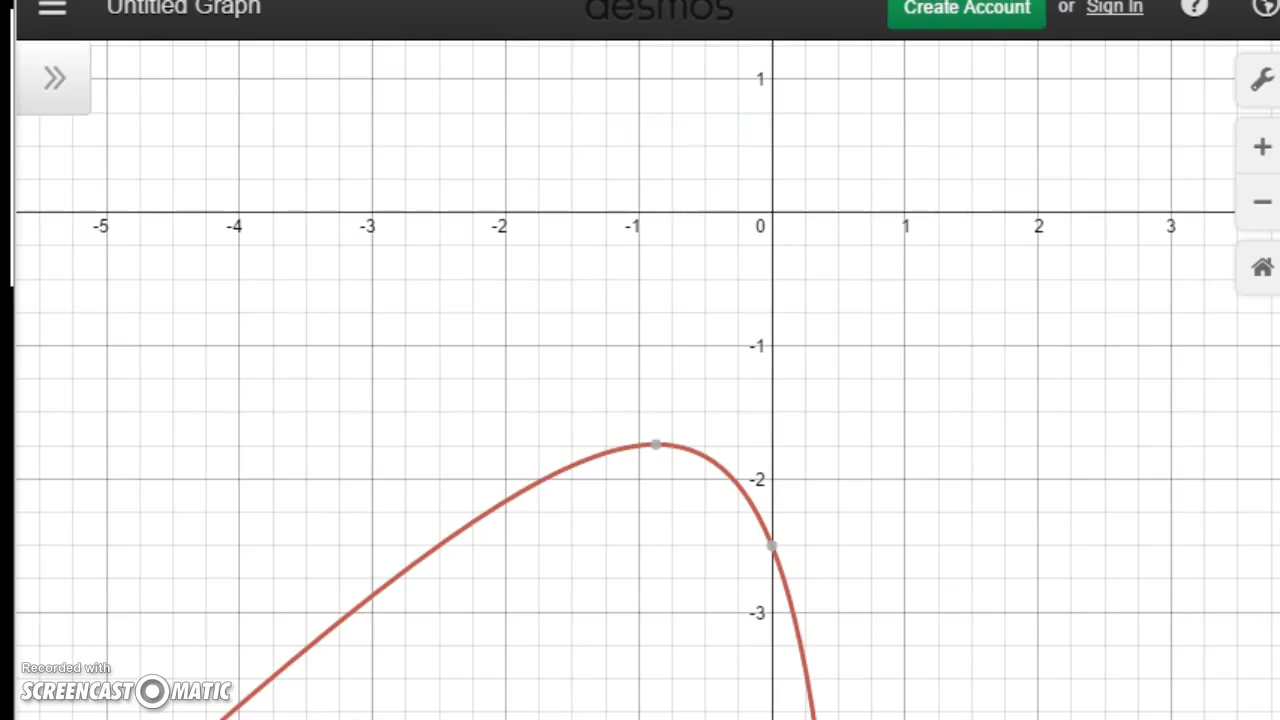 Untitled Graph
desmos
Create Account
or
Sign In
?
1
-5
-4
-3
-2
-1
0
1
2
3
-1
-2
-3
Recorded with
SCREENCAST-O-MATIC